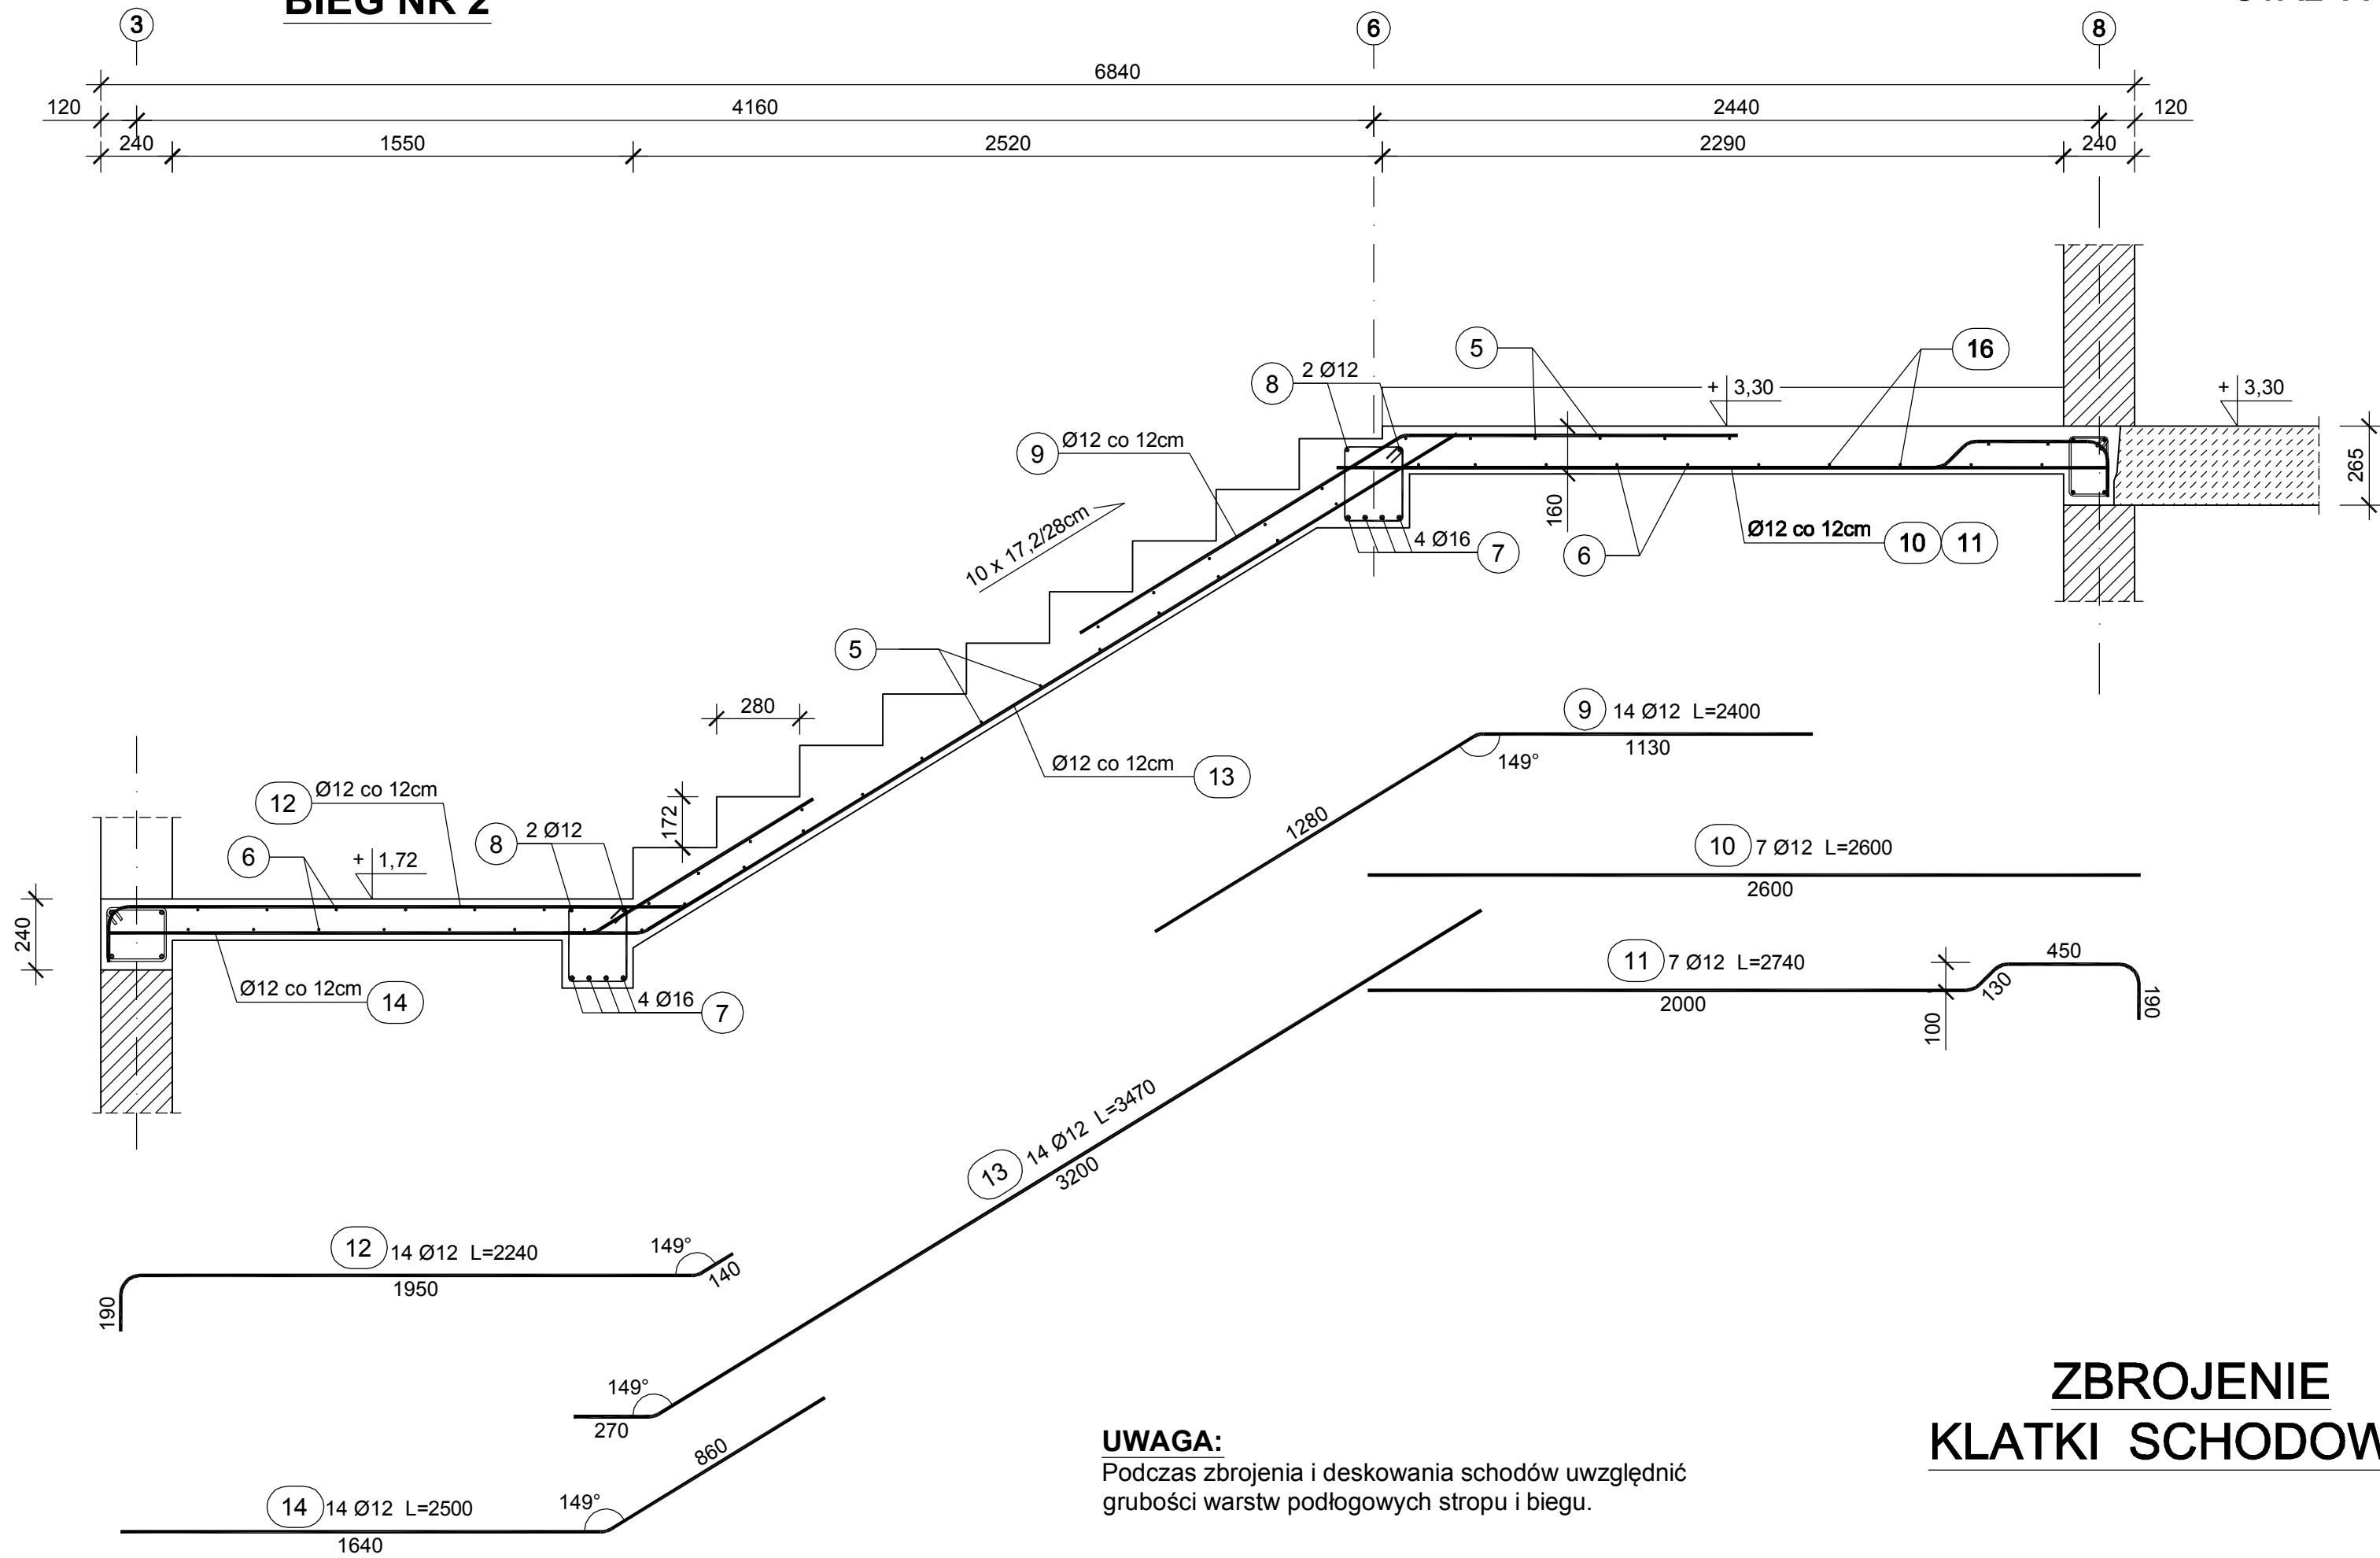 BIEG NR 2
3
6
8
6840
120
4160
2440
120
240
1550
2520
2290
240
5
16
8
2 Ø12
+ 3,30
+ 3,30
9
Ø12 co 12cm
265
10 x 17,2/28cm
160
4 Ø16
7
6
Ø12 co 12cm
10
11
5
280
9
14 Ø12 L=2400
1130
149°
1280
Ø12 co 12cm
13
12
Ø12 co 12cm
172
8
2 Ø12
6
+ 1,72
10
7 Ø12 L=2600
2600
240
11
7 Ø12 L=2740
450
130
2000
190
100
Ø12 co 12cm
14
4 Ø16
7
13
14 Ø12 L=3470
3200
12
14 Ø12 L=2240
149°
140
1950
190
149°
270
860
14
14 Ø12 L=2500
149°
1640
UWAGA:
Podczas zbrojenia i deskowania schodów uwzględnić
grubości warstw podłogowych stropu i biegu.
ZBROJENIE
KLATKI SCHODOW